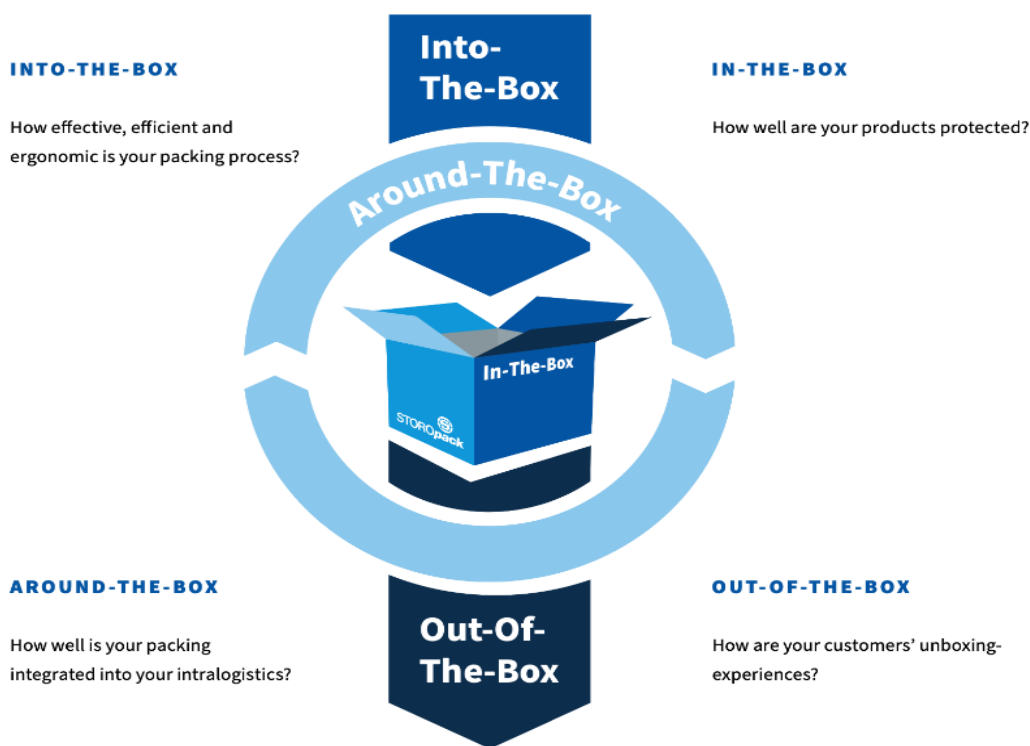 INTO-THE-BOX
How effective, efficient and
ergonomic is your packing process?
Into-
The-Box
IN-THE-BOX
How well are your products protected?
Around-The-Box
In-The-Box
STOROpack
AROUND-THE-BOX
How well is your packing
integrated into your intralogistics?
Out-Of-
The-Box
OUT-OF-THE-BOX
How are your customers’ unboxing-
experiences?